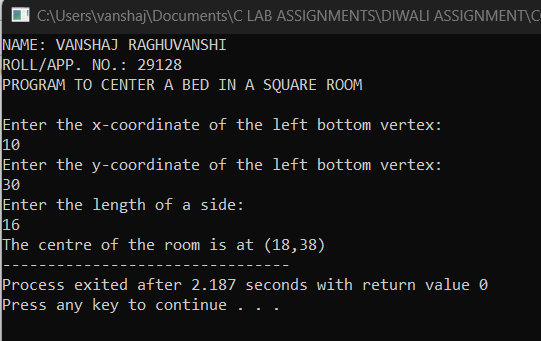 C:\Users\vanshaj\Documents\C LAB ASSIGNMENTS\DIWALI ASSIGNMENT\
NAME: VANSHAJ RAGHUVANSHI
ROLL/APP. NO.: 29128
PROGRAM TO CENTER A BED IN A SQUARE ROOM
Enter the x-coordinate of the left bottom vertex:
10
Enter the y-coordinate of the left bottom vertex:
30
Enter the length of a side:
16
The centre of the room is at (18,38)
--------------------------------
Process exited after 2.187 seconds with return value 0
Press any key to continue . . .